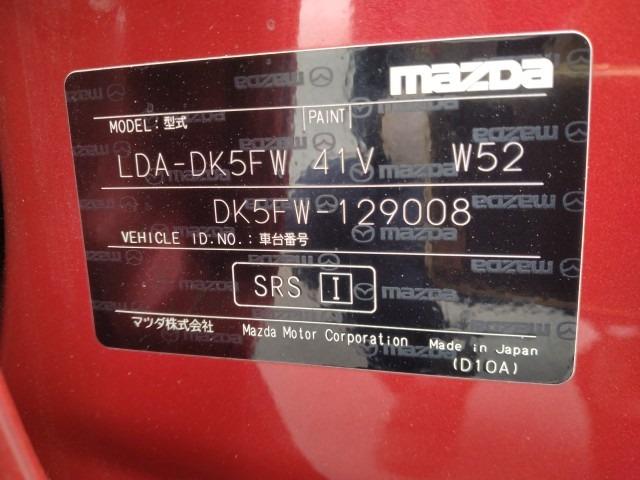 mazda
MODEL: 型式 PAINT
LDA-DK5FW 41V W52
DK5FW-129008
VEHICLE ID.NO.: 車台番号
SRS I
マツダ株式会社 Mazda Motor Corporation Made in Japan
(D10A)